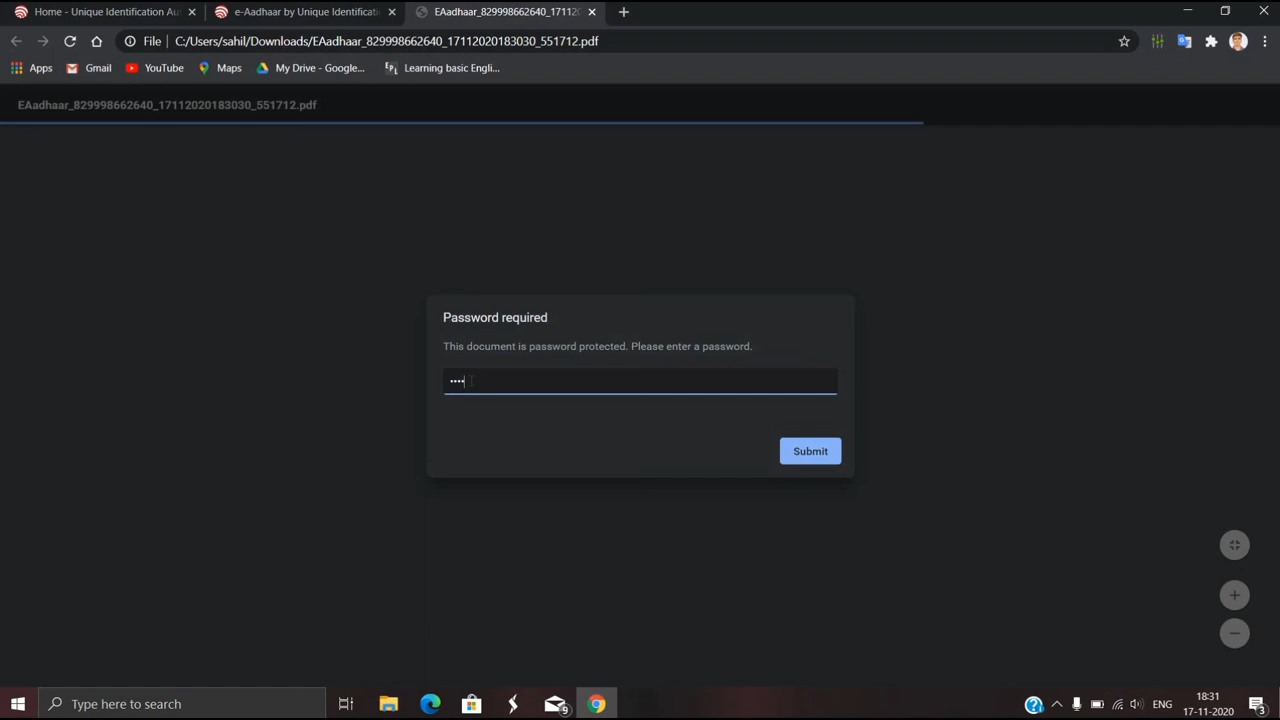 Home - Unique Identification Au
e-Aadhaar by Unique Identificati
EAadhaar_829998662640_171120
File
C:/Users/sahil/Downloads/EAadhaar_829998662640_17112020183030_551712.pdf
Apps
Gmail
YouTube
Maps
My Drive - Google...
Learning basic Engli...
EAadhaar_829998662640_17112020183030_551712.pdf
Password required
This document is password protected. Please enter a password.
Submit
Type here to search
ENG
18:31
17-11-2020